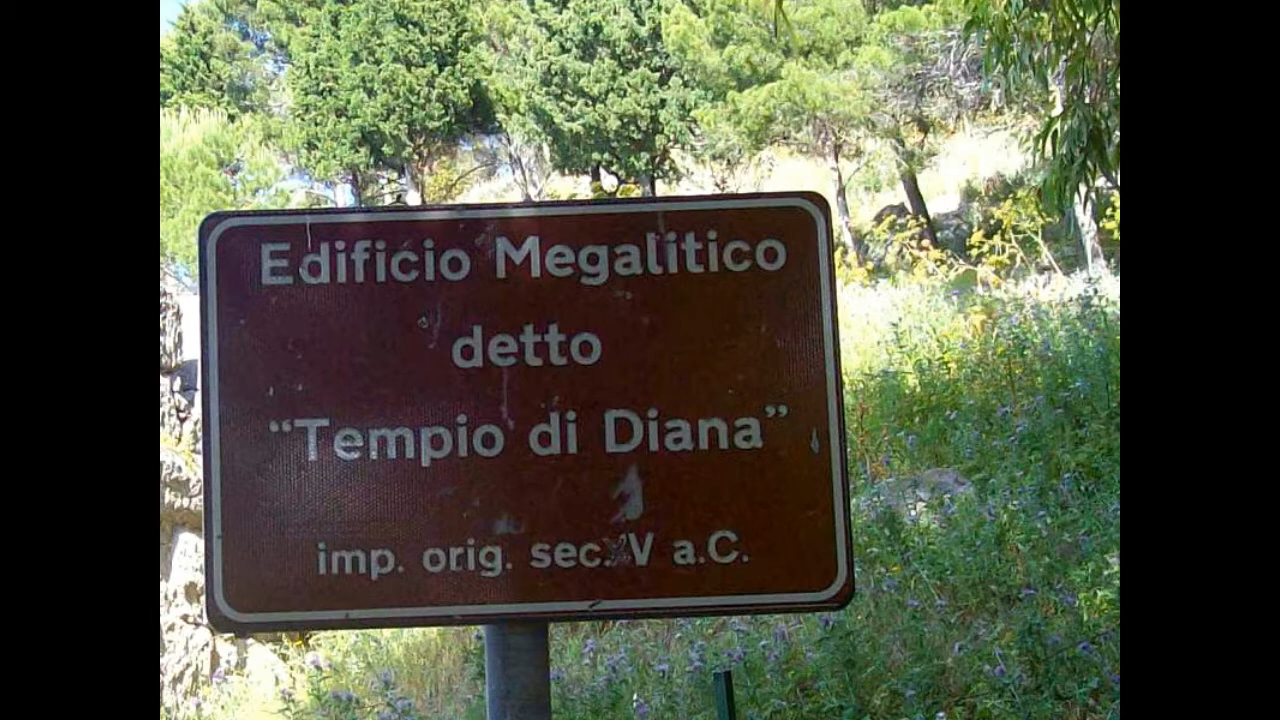 Edificio Megalitico
detto
“Tempio di Diana”
imp. orig. sec. V a.C.